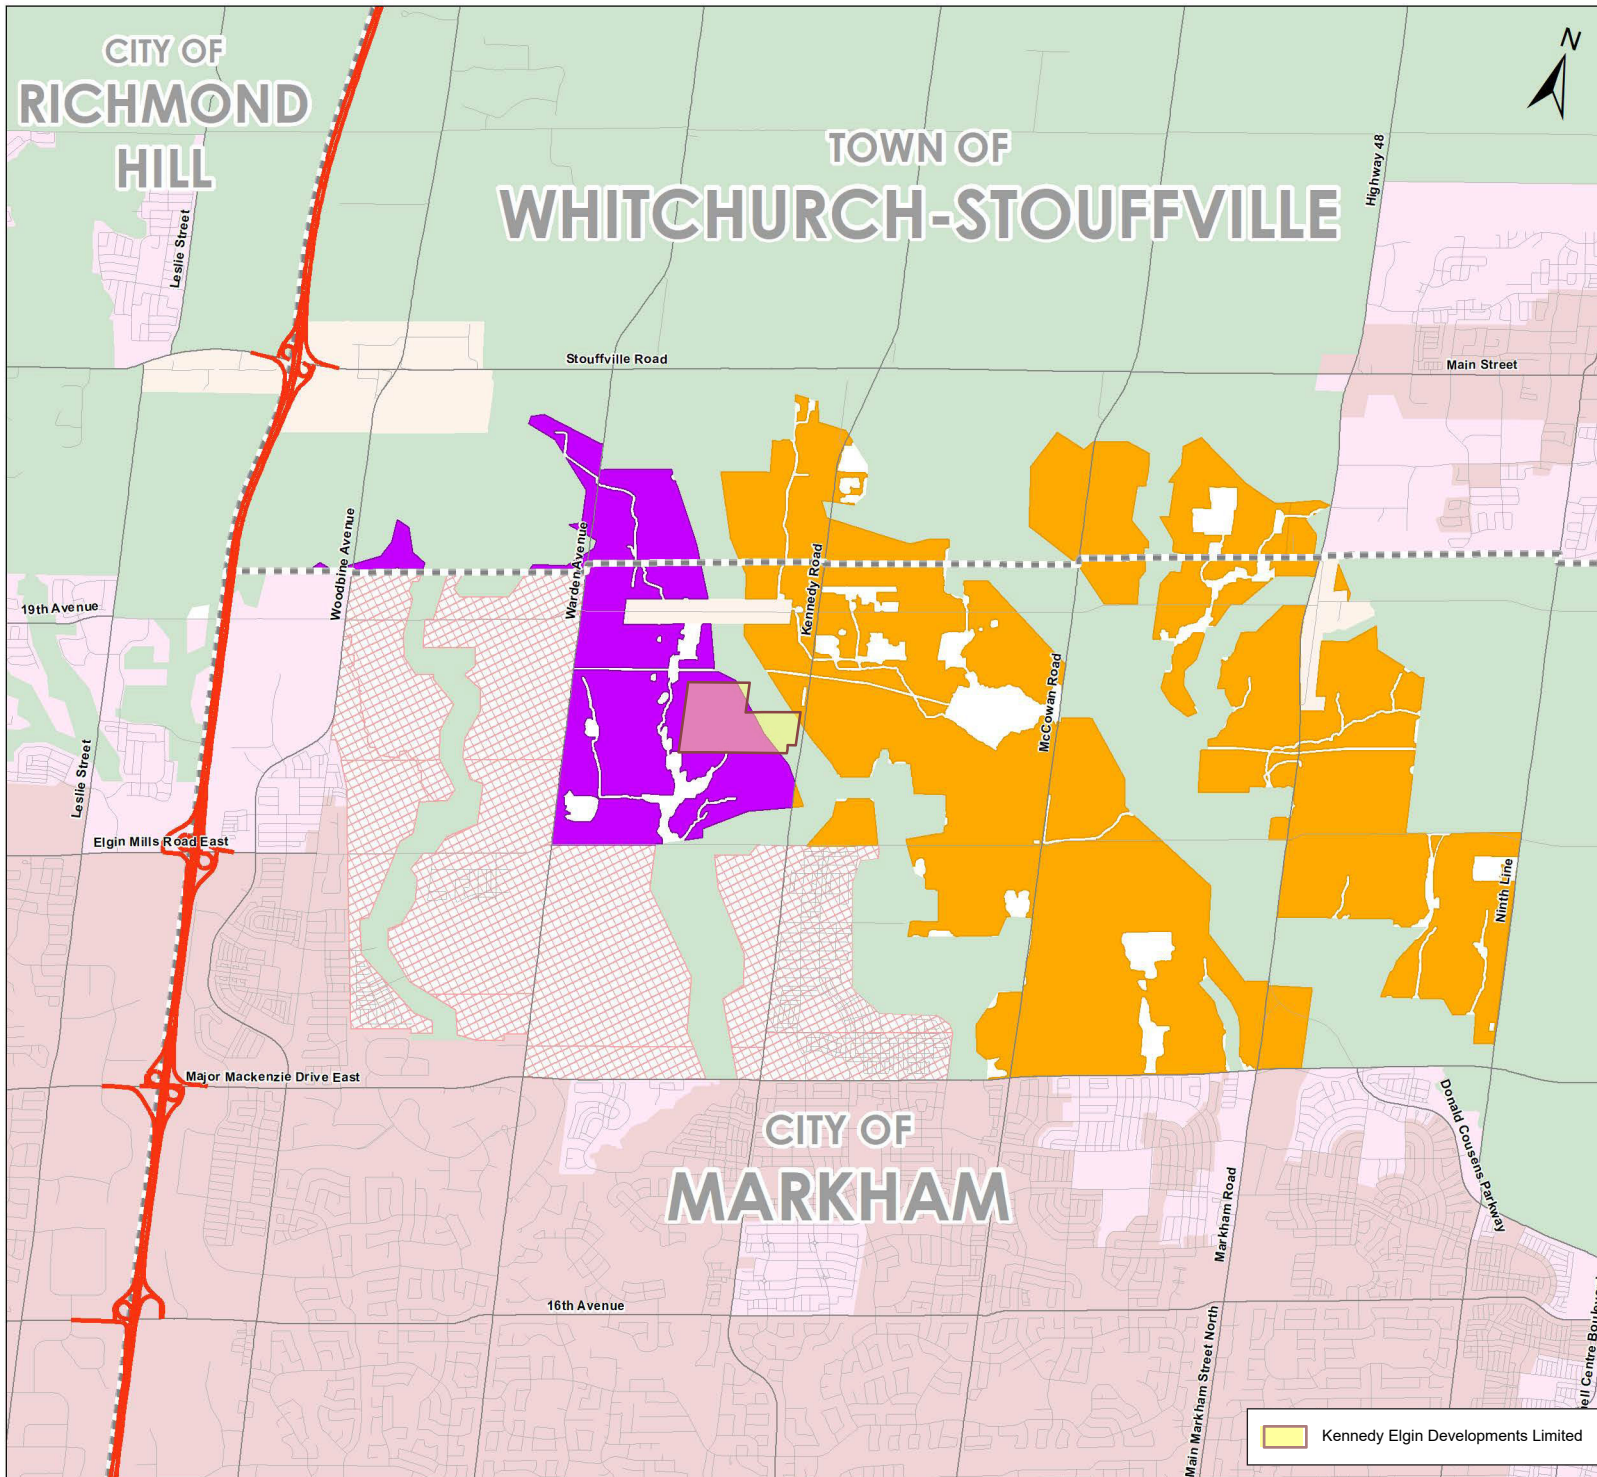 CITY OF
RICHMOND
HILL
N
TOWN OF
WHITCHURCH-STOUFFVILLE
Highway 48
Leslie Street
Stouffville Road
Main Street
Woodbine Avenue
Warden Avenue
Kennedy Road
19th Avenue
McCowan Road
Leslie Street
Elgin Mills Road East
Ninth Line
Major Mackenzie Drive East
CITY OF
MARKHAM
Donald Cousens Parkway
Markham Road
16th Avenue
Main Markham Street North
Centre
Kennedy Elgin Developments Limited